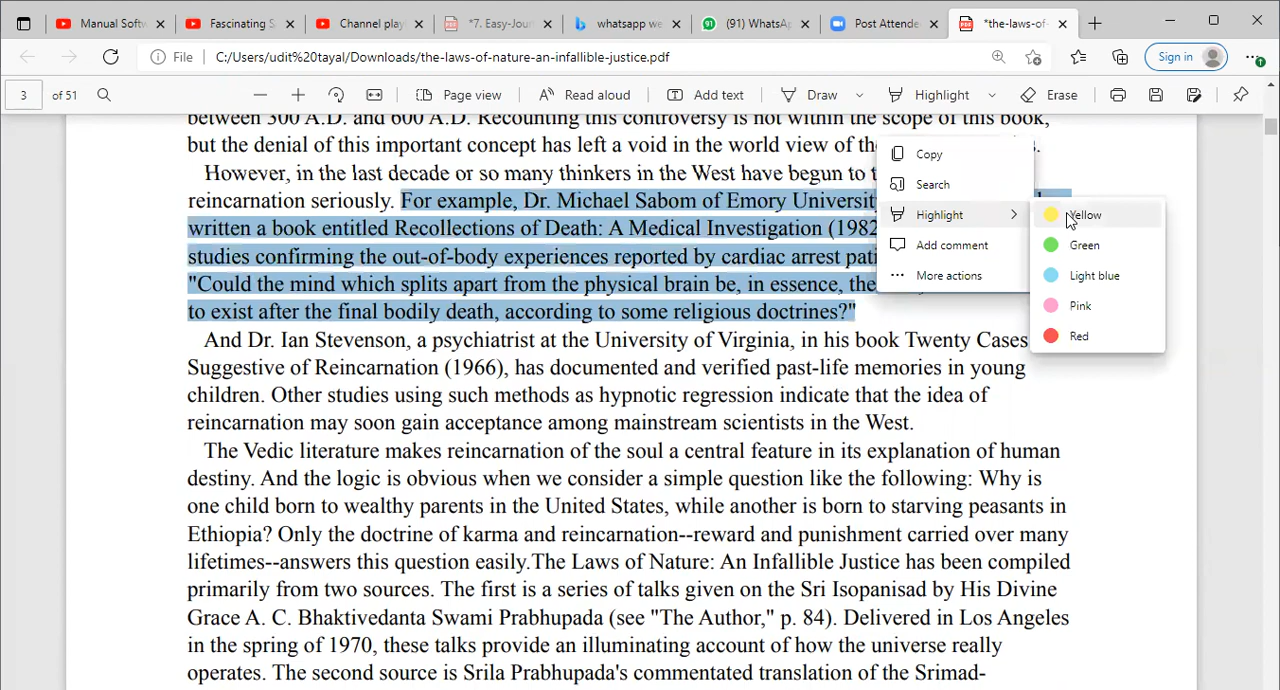 Manual Softw
Fascinating S
Channel play
*7. Easy-Jour
whatsapp we
(91) WhatsAp
Post Attende
*the-laws-of-
File
C:/Users/udit%20tayal/Downloads/the-laws-of-nature-an-infallible-justice.pdf
Sign in
3 of 51
Page view
Read aloud
Add text
Draw
Highlight
Erase
between 300 A.D. and 600 A.D. Recounting this controversy is not within the scope of this book,
but the denial of this important concept has left a void in the world view of
However, in the last decade or so many thinkers in the West have begun to
reincarnation seriously. For example, Dr. Michael Sabom of Emory University
written a book entitled Recollections of Death: A Medical Investigation (1982
studies confirming the out-of-body experiences reported by cardiac arrest
"Could the mind which splits apart from the physical brain be, in essence,
to exist after the final bodily death, according to some religious doctrines?"
And Dr. Ian Stevenson, a psychiatrist at the University of Virginia, in his book Twenty Cases
Suggestive of Reincarnation (1966), has documented and verified past-life memories in young
children. Other studies using such methods as hypnotic regression indicate that the idea of
reincarnation may soon gain acceptance among mainstream scientists in the West.
The Vedic literature makes reincarnation of the soul a central feature in its explanation of human
destiny. And the logic is obvious when we consider a simple question like the following: Why is
one child born to wealthy parents in the United States, while another is born to starving peasants in
Ethiopia? Only the doctrine of karma and reincarnation--reward and punishment carried over many
lifetimes--answers this question easily.The Laws of Nature: An Infallible Justice has been compiled
primarily from two sources. The first is a series of talks given on the Sri Isopanisad by His Divine
Grace A. C. Bhaktivedanta Swami Prabhupada (see "The Author," p. 84). Delivered in Los Angeles
in the spring of 1970, these talks provide an illuminating account of how the universe really
operates. The second source is Srila Prabhupada's commentated translation of the Srimad-
Copy
Search
Highlight
Add comment
More actions
Yellow
Green
Light blue
Pink
Red